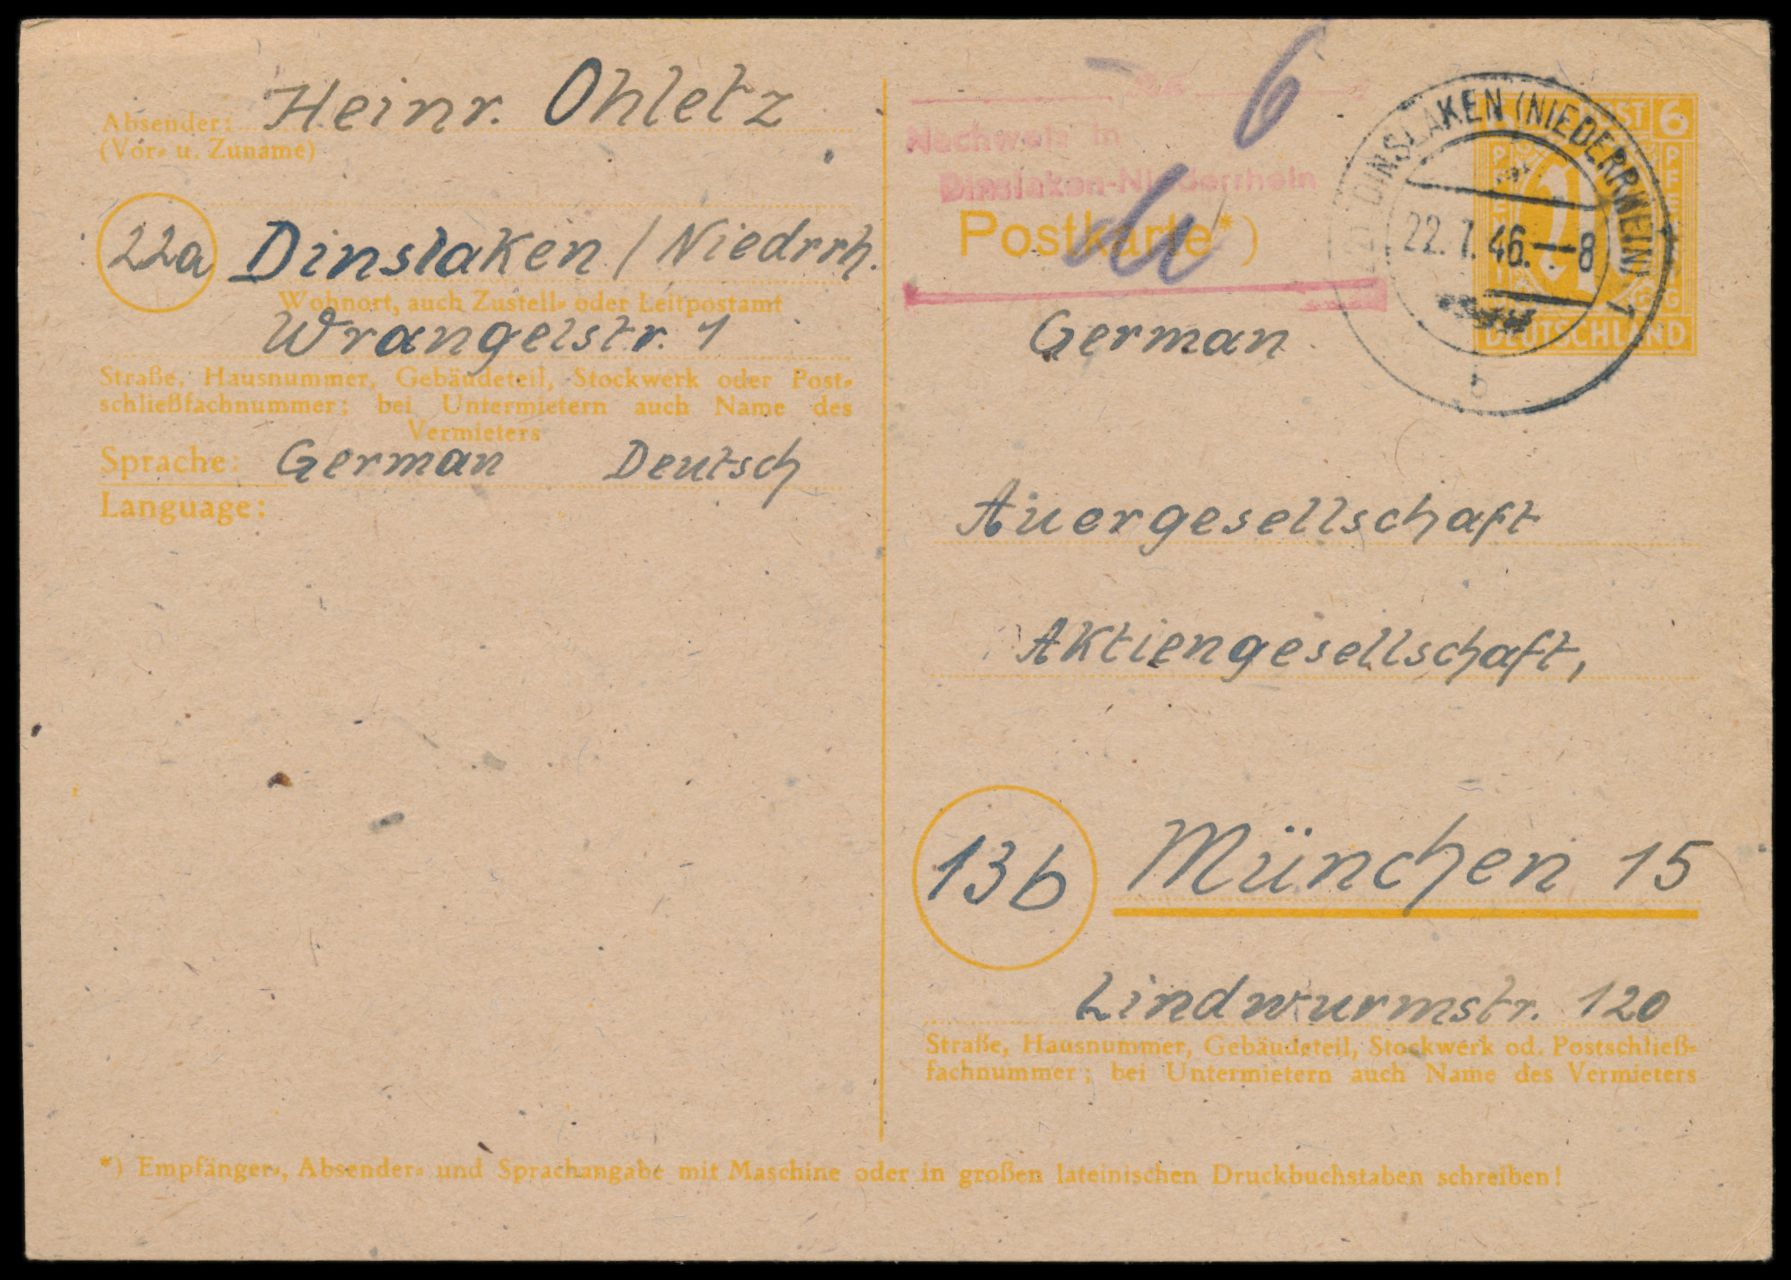 Absender: Heinr. Ohletz
(Vor- u. Zuname)
22a Dinslaken / Niedrrh.
Wohnort, auch Zustell- oder Leitpostamt
Wrangelstr. 1
Straße, Hausnummer, Gebäudeteil, Stockwerk oder Post-
schließfachnummer; bei Untermietern auch Name des
Vermieters
Sprache: German Deutsch
Language:
6
Nachweis in
Dinslaken-Niederrhein
Postkarte*)
German
DINSLAKEN (NIEDERRHEIN) 1
22.7.46.--8
b
POST 6
PFENNIG
DEUTSCHLAND
Auergesellschaft
Aktiengesellschaft,
13b München 15
Lindwurmstr. 120
Straße, Hausnummer, Gebäudeteil, Stockwerk od. Postschließ-
fachnummer; bei Untermietern auch Name des Vermieters
*) Empfänger-, Absender- und Sprachangabe mit Maschine oder in großen lateinischen Druckbuchstaben schreiben!